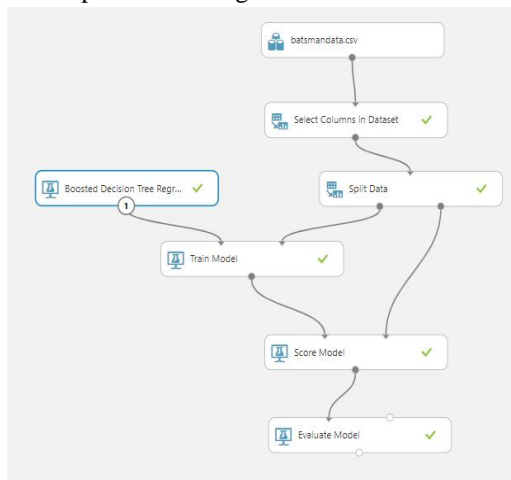 batsmandata.csv
Select Columns in Dataset
Boosted Decision Tree Regr...
Split Data
1
Train Model
Score Model
Evaluate Model